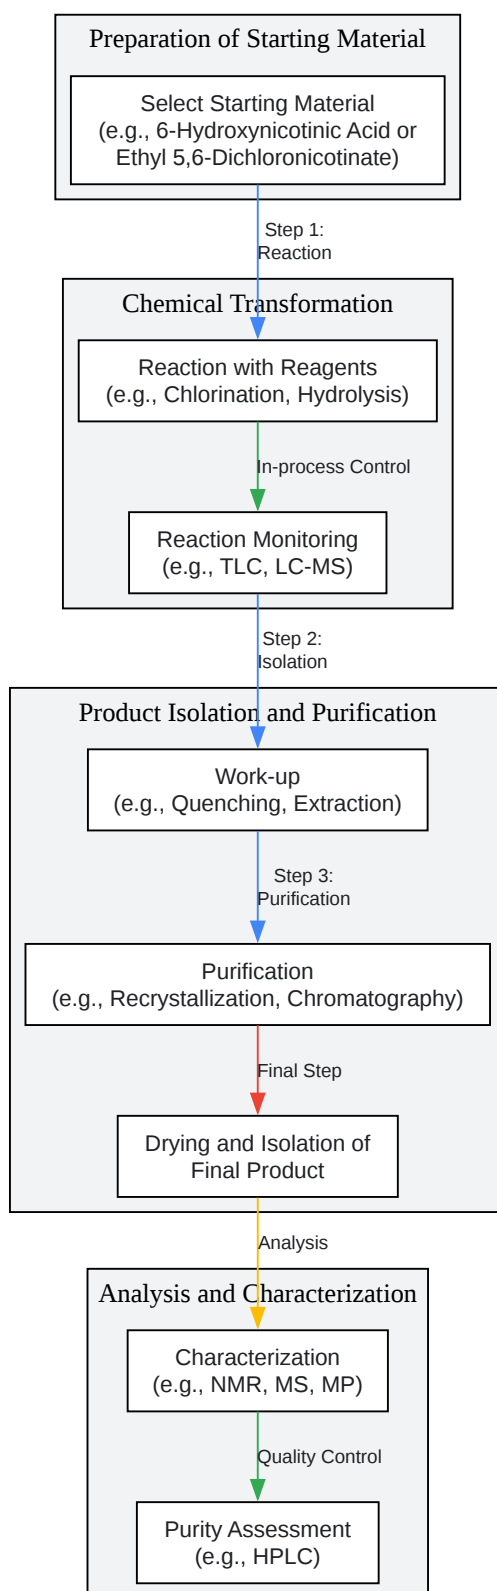 Preparation of Starting Material
Select Starting Material
(e.g., 6-Hydroxynicotinic Acid or
Ethyl 5,6-Dichloronicotinate)
Step 1:
Reaction
Chemical Transformation
Reaction with Reagents
(e.g., Chlorination, Hydrolysis)
In-process Control
Reaction Monitoring
(e.g., TLC, LC-MS)
Step 2:
Isolation
Product Isolation and Purification
Work-up
(e.g., Quenching, Extraction)
Step 3:
Purification
Purification
(e.g., Recrystallization, Chromatography)
Final Step
Drying and Isolation of
Final Product
Analysis
Analysis and Characterization
Characterization
(e.g., NMR, MS, MP)
Quality Control
Purity Assessment
(e.g., HPLC)